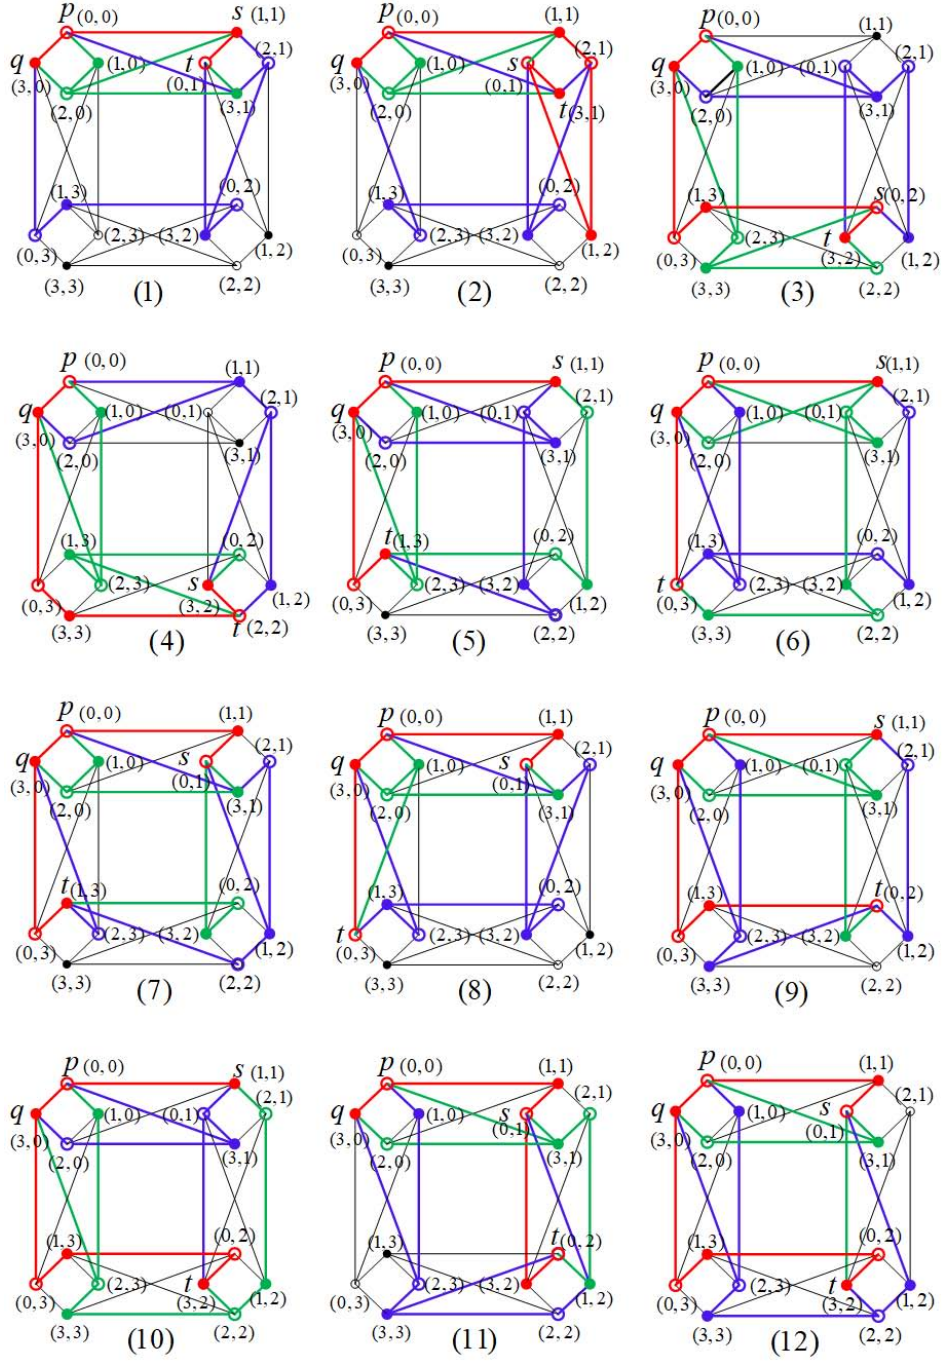 p (0,0) s (1,1)
q (1,0) t (2,1)
(3,0) (0,1)
(2,0) (3,1)
(1,3) (0,2)
(2,3) (3,2)
(0,3) (1,2)
(3,3) (2,2)
(1)
p (0,0) (1,1)
q (1,0) s (2,1)
(3,0) (0,1)
(2,0) t (3,1)
(1,3) (0,2)
(2,3) (3,2)
(0,3) (1,2)
(3,3) (2,2)
(2)
p (0,0) (1,1)
q (1,0) (0,1) (2,1)
(3,0)
(2,0) (3,1)
(1,3) s (0,2)
(2,3) t
(0,3) (3,2) (1,2)
(3,3) (2,2)
(3)
p (0,0) (1,1)
q (1,0) (0,1) (2,1)
(3,0)
(2,0) (3,1)
(1,3) (0,2)
(2,3) s
(0,3) (3,2) (1,2)
(3,3) t (2,2)
(4)
p (0,0) s (1,1)
q (1,0) (0,1) (2,1)
(3,0)
(2,0) (3,1)
t (1,3) (0,2)
(2,3) (3,2)
(0,3) (1,2)
(3,3) (2,2)
(5)
p (0,0) s (1,1)
q (1,0) (0,1) (2,1)
(3,0)
(2,0) (3,1)
(1,3) (0,2)
t (2,3) (3,2)
(0,3) (1,2)
(3,3) (2,2)
(6)
p (0,0) (1,1)
q (1,0) s (2,1)
(3,0) (0,1)
(2,0) (3,1)
t (1,3) (0,2)
(2,3) (3,2)
(0,3) (1,2)
(3,3) (2,2)
(7)
p (0,0) (1,1)
q (1,0) s (2,1)
(3,0) (0,1)
(2,0) (3,1)
(1,3) (0,2)
t (2,3) (3,2)
(0,3) (1,2)
(3,3) (2,2)
(8)
p (0,0) s (1,1)
q (1,0) (0,1) (2,1)
(3,0)
(2,0) (3,1)
(1,3) t (0,2)
(2,3) (3,2)
(0,3) (1,2)
(3,3) (2,2)
(9)
p (0,0) s (1,1)
q (1,0) (0,1) (2,1)
(3,0)
(2,0) (3,1)
(1,3) (0,2)
(2,3) t
(0,3) (3,2) (1,2)
(3,3) (2,2)
(10)
p (0,0) (1,1)
q (1,0) s (2,1)
(3,0) (0,1)
(2,0) (3,1)
(1,3) t (0,2)
(2,3) (3,2)
(0,3) (1,2)
(3,3) (2,2)
(11)
p (0,0) (1,1)
q (1,0) s (2,1)
(3,0) (0,1)
(2,0) (3,1)
(1,3) (0,2)
(2,3) t
(0,3) (3,2) (1,2)
(3,3) (2,2)
(12)